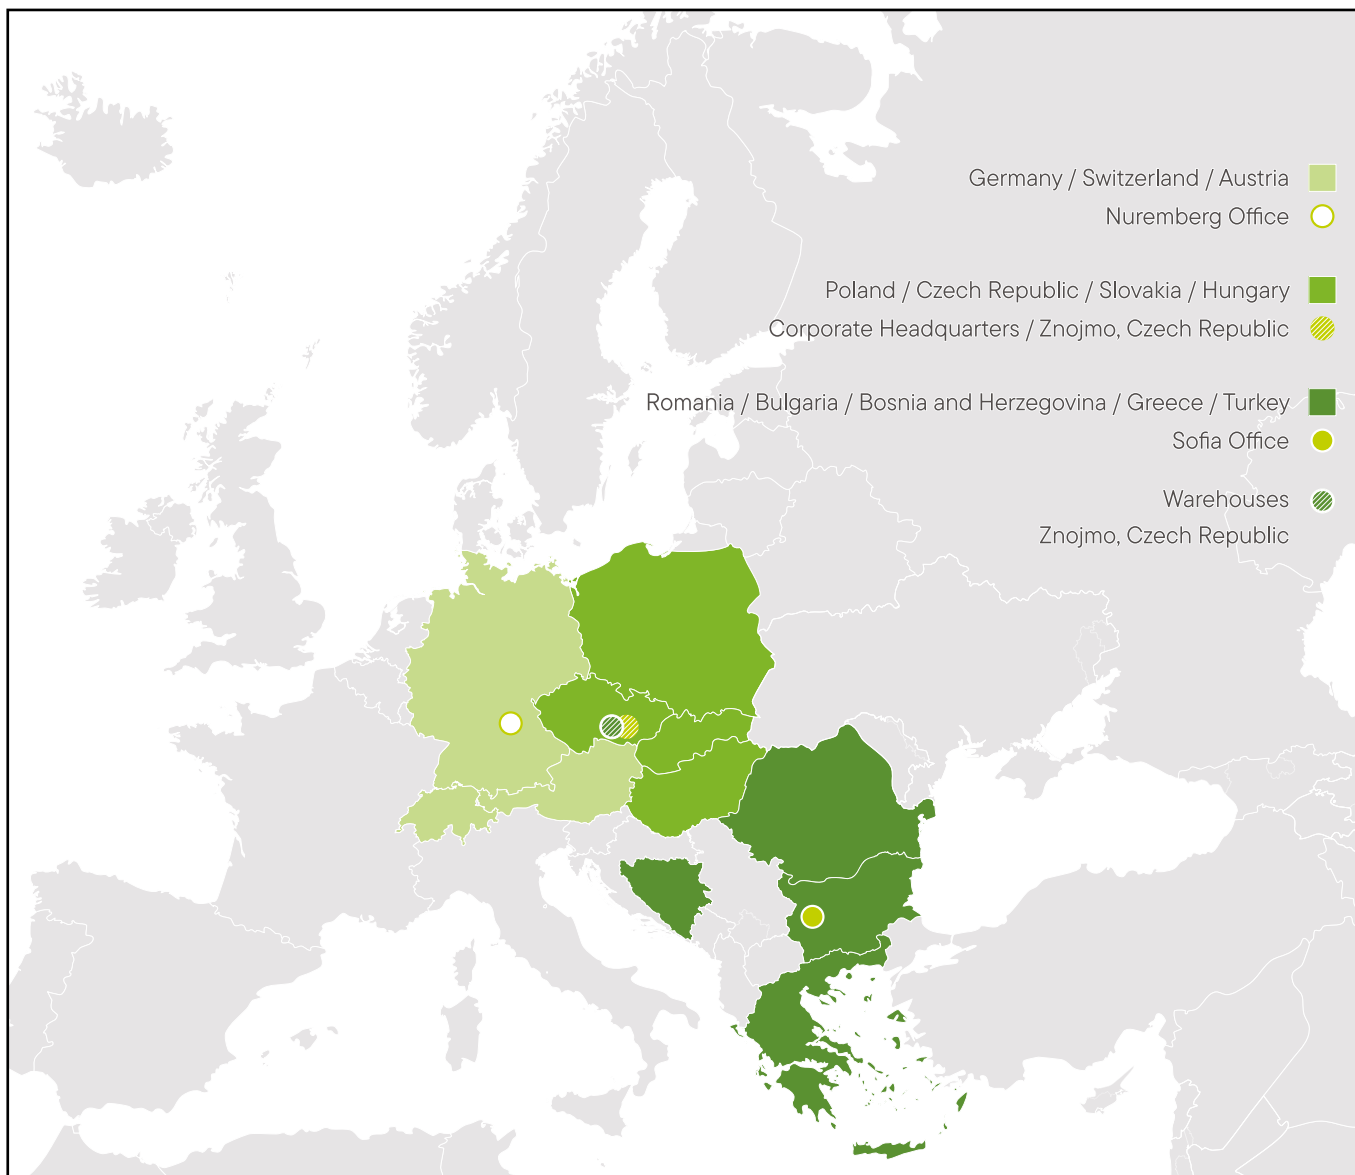 Germany / Switzerland / Austria
Nuremberg Office
Poland / Czech Republic / Slovakia / Hungary
Corporate Headquarters / Znojmo, Czech Republic
Romania / Bulgaria / Bosnia and Herzegovina / Greece / Turkey
Sofia Office
Warehouses
Znojmo, Czech Republic